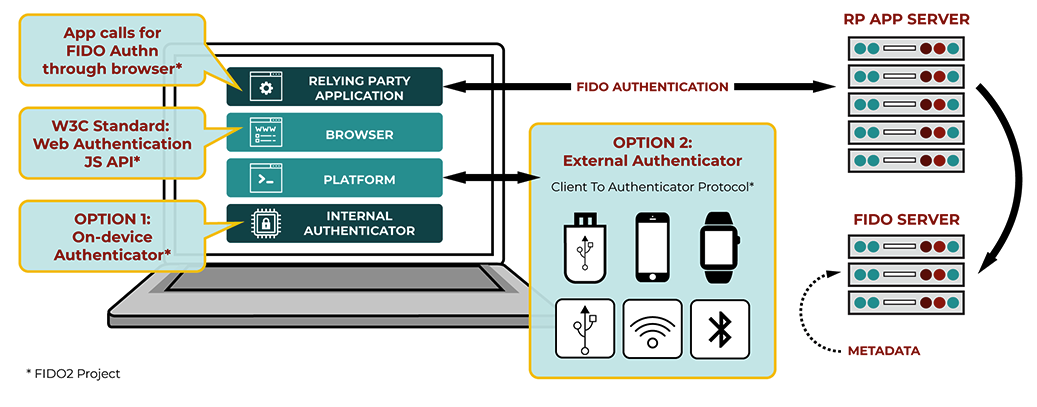 App calls for
FIDO Authn
through browser*
W3C Standard:
Web Authentication
JS API*
OPTION 1:
On-device
Authenticator*
RELYING PARTY
APPLICATION
WWW
BROWSER
PLATFORM
INTERNAL
AUTHENTICATOR
FIDO AUTHENTICATION
OPTION 2:
External Authenticator
Client To Authenticator Protocol*
RP APP SERVER
FIDO SERVER
METADATA
* FIDO2 Project